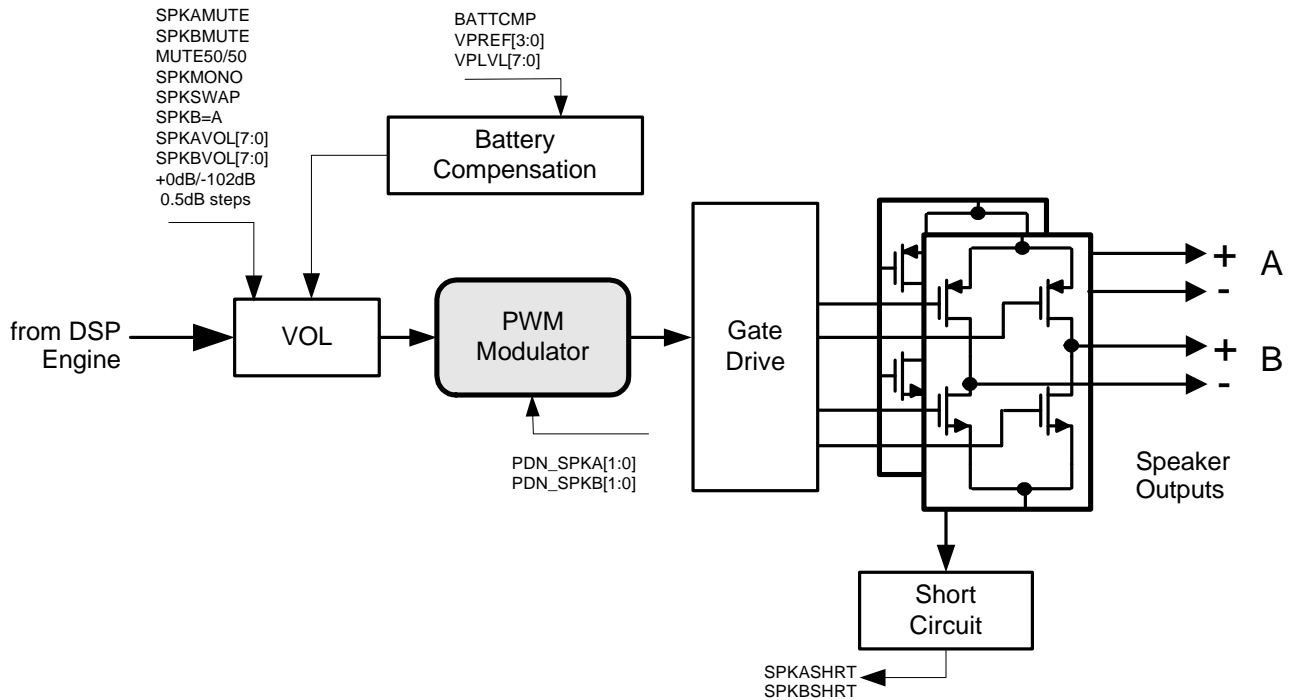 SPKAMUTE
SPKBMUTE
MUTE50/50
SPKMONO
SPKSWAP
SPKB=A
SPKAVOL[7:0]
SPKBVOL[7:0]
+0dB/-102dB
0.5dB steps
BATTCMP
VPREF[3:0]
VPLVL[7:0]
Battery
Compensation
from DSP
Engine
VOL
PWM
Modulator
PDN_SPKA[1:0]
PDN_SPKB[1:0]
Gate
Drive
+ A
-
+ B
-
Speaker
Outputs
Short
Circuit
SPKASHRT
SPKBSHRT